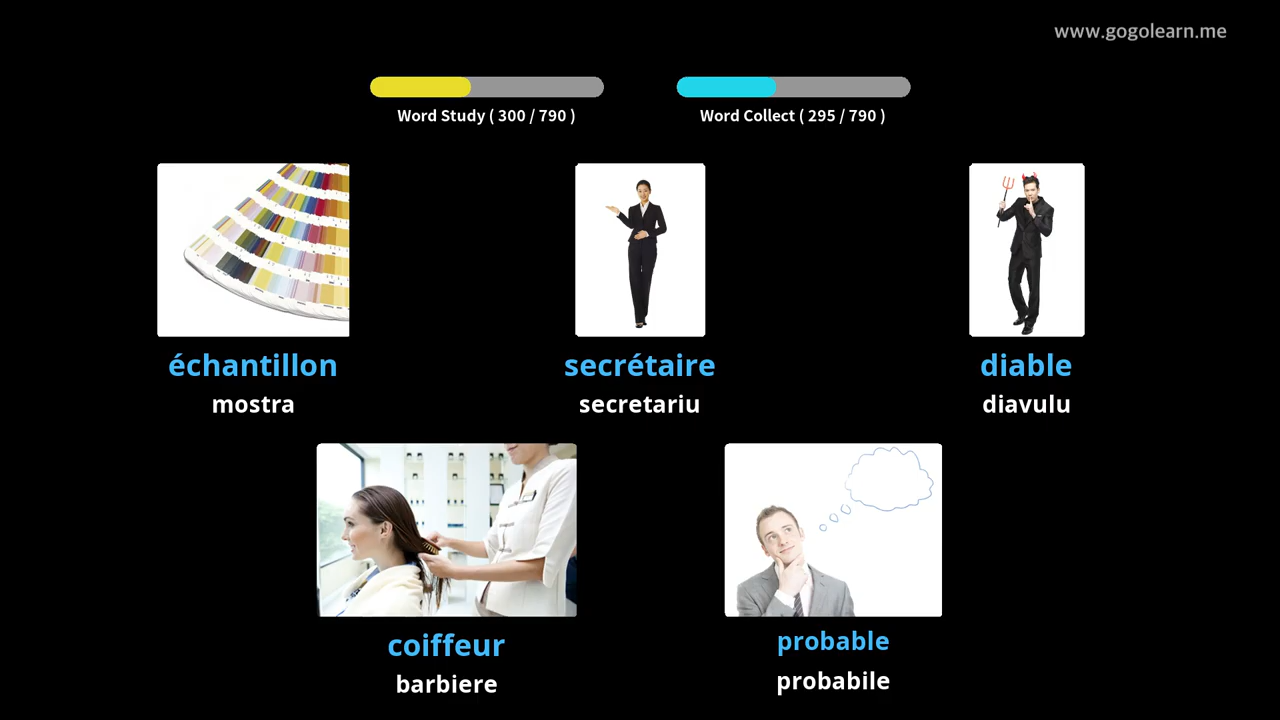 www.gogolearn.me
Word Study ( 300 / 790 )
Word Collect ( 295 / 790 )
échantillon
mostra
secrétaire
secretariu
diable
diavulu
coiffeur
barbiere
probable
probabile